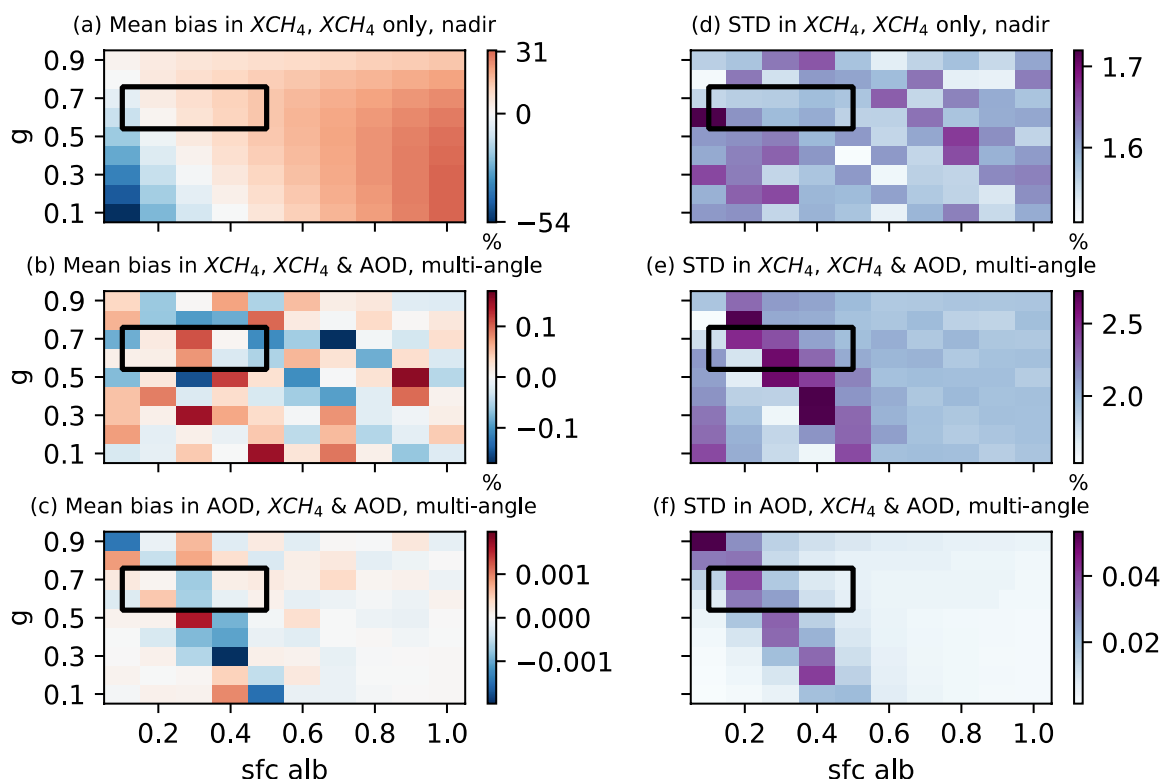 (a) Mean bias in XCH₄, XCH₄ only, nadir
g
0.9
0.7
0.5
0.3
0.1
31
0
−54
%
(d) STD in XCH₄, XCH₄ only, nadir
1.7
1.6
%
(b) Mean bias in XCH₄, XCH₄ & AOD, multi-angle
g
0.9
0.7
0.5
0.3
0.1
0.1
0.0
−0.1
%
(e) STD in XCH₄, XCH₄ & AOD, multi-angle
2.5
2.0
%
(c) Mean bias in AOD, XCH₄ & AOD, multi-angle
g
0.9
0.7
0.5
0.3
0.1
0.001
0.000
−0.001
0.2 0.4 0.6 0.8 1.0
sfc alb
(f) STD in AOD, XCH₄ & AOD, multi-angle
0.04
0.02
0.2 0.4 0.6 0.8 1.0
sfc alb